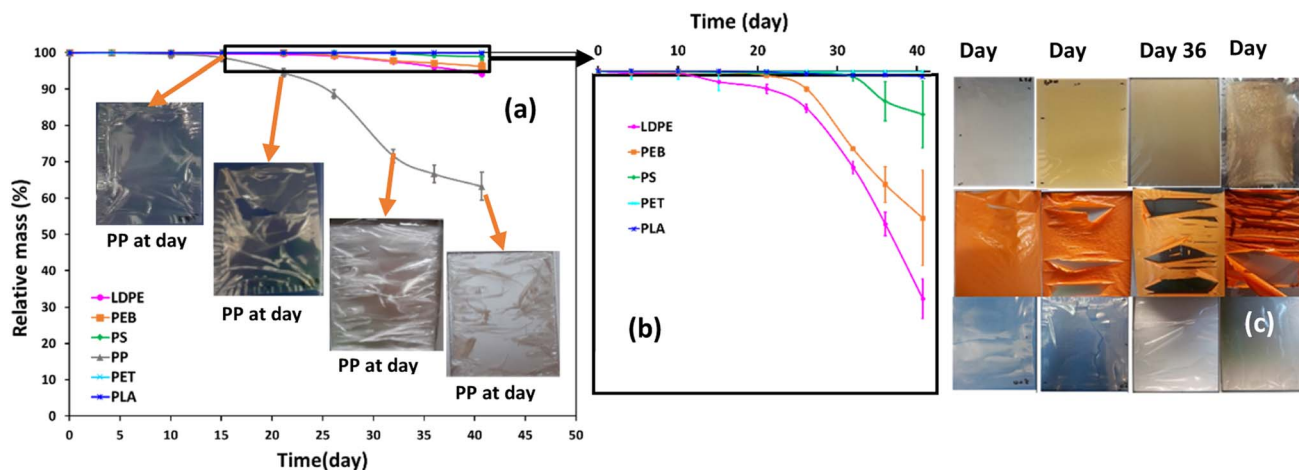 100
90
80
70
60
50
40
30
20
10
0
Relative mass (%)
(a)
PP at day
PP at day
PP at day
PP at day
LDPE
PEB
PS
PP
PET
PLA
0 5 10 15 20 25 30 35 40 45 50
Time(day)
Time (day)
0 10 20 30 40
LDPE
PEB
PS
PET
PLA
(b)
Day Day Day 36 Day
(c)